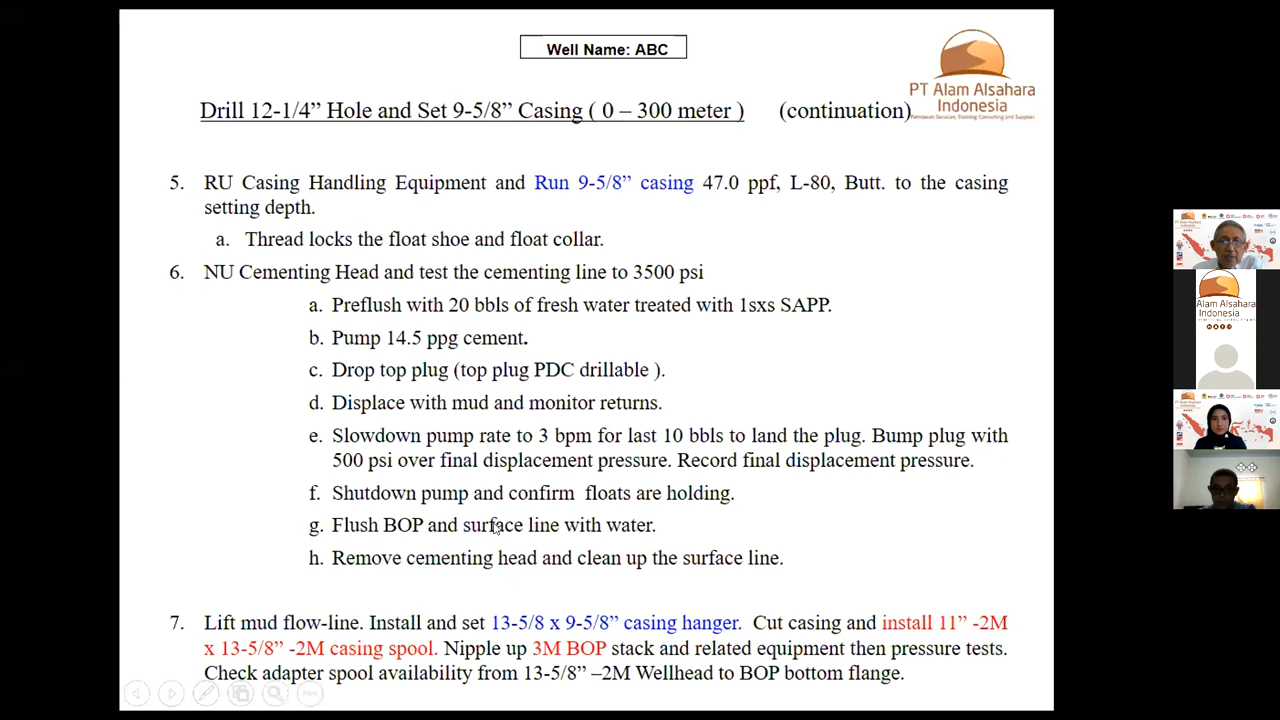 Well Name: ABC
PT Alam Alsahara
Indonesia
Drill 12-1/4” Hole and Set 9-5/8” Casing ( 0 – 300 meter ) (continuation)
5. RU Casing Handling Equipment and Run 9-5/8” casing 47.0 ppf, L-80, Butt. to the casing
setting depth.
a. Thread locks the float shoe and float collar.
6. NU Cementing Head and test the cementing line to 3500 psi
a. Preflush with 20 bbls of fresh water treated with 1sxs SAPP.
b. Pump 14.5 ppg cement.
c. Drop top plug (top plug PDC drillable ).
d. Displace with mud and monitor returns.
e. Slowdown pump rate to 3 bpm for last 10 bbls to land the plug. Bump plug with
500 psi over final displacement pressure. Record final displacement pressure.
f. Shutdown pump and confirm floats are holding.
g. Flush BOP and surface line with water.
h. Remove cementing head and clean up the surface line.
7. Lift mud flow-line. Install and set 13-5/8 x 9-5/8” casing hanger. Cut casing and install 11” -2M
x 13-5/8” -2M casing spool. Nipple up 3M BOP stack and related equipment then pressure tests.
Check adapter spool availability from 13-5/8” –2M Wellhead to BOP bottom flange.
Alam Alsahara
Indonesia